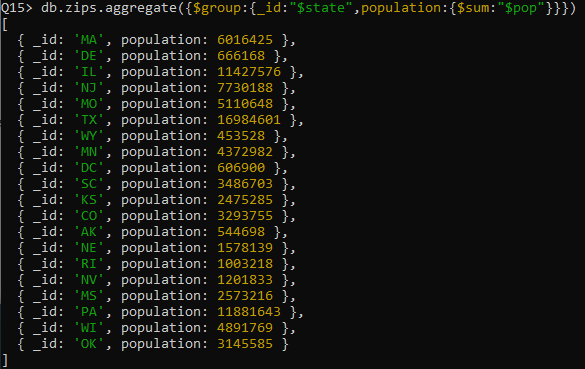 Q15> db.zips.aggregate({$group:{_id:"$state",population:{$sum:"$pop"}}})
[
  { _id: 'MA', population: 6016425 },
  { _id: 'DE', population: 666168 },
  { _id: 'IL', population: 11427576 },
  { _id: 'NJ', population: 7730188 },
  { _id: 'MO', population: 5110648 },
  { _id: 'TX', population: 16984601 },
  { _id: 'WY', population: 453528 },
  { _id: 'MN', population: 4372982 },
  { _id: 'DC', population: 606900 },
  { _id: 'SC', population: 3486703 },
  { _id: 'KS', population: 2475285 },
  { _id: 'CO', population: 3293755 },
  { _id: 'AK', population: 544698 },
  { _id: 'NE', population: 1578139 },
  { _id: 'RI', population: 1003218 },
  { _id: 'NV', population: 1201833 },
  { _id: 'MS', population: 2573216 },
  { _id: 'PA', population: 11881643 },
  { _id: 'WI', population: 4891769 },
  { _id: 'OK', population: 3145585 }
]